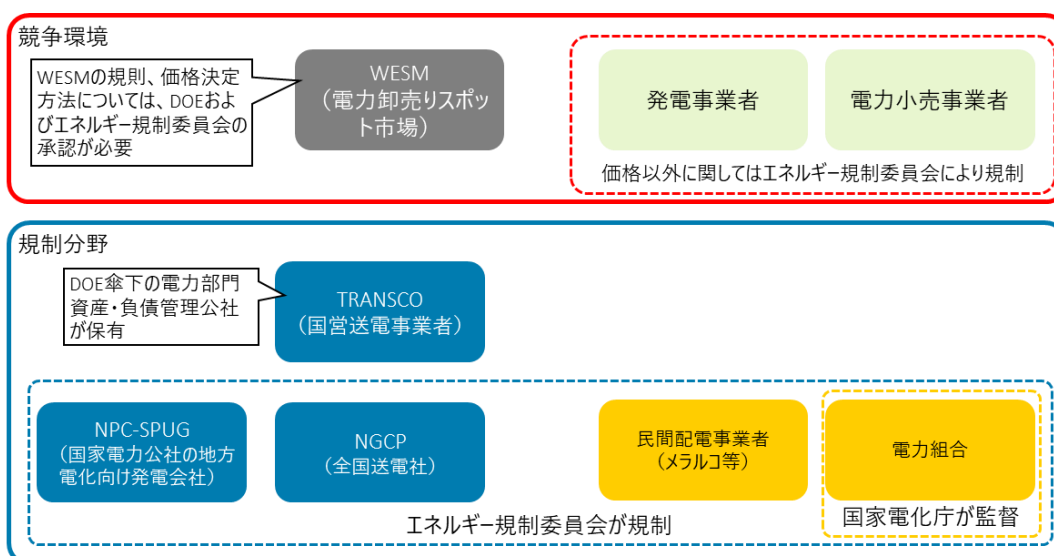 競争環境
WESMの規則、価格決定
方法については、DOEおよ
びエネルギー規制委員会の
承認が必要
WESM
（電力卸売りスポッ
ト市場）
発電事業者
電力小売事業者
価格以外に関してはエネルギー規制委員会により規制
規制分野
DOE傘下の電力部門
資産・負債管理公社
が保有
TRANSCO
（国営送電事業者）
NPC-SPUG
（国家電力公社の地方
電化向け発電会社）
NGCP
（全国送電社）
民間配電事業者
（メラルコ等）
電力組合
エネルギー規制委員会が規制
国家電化庁が監督